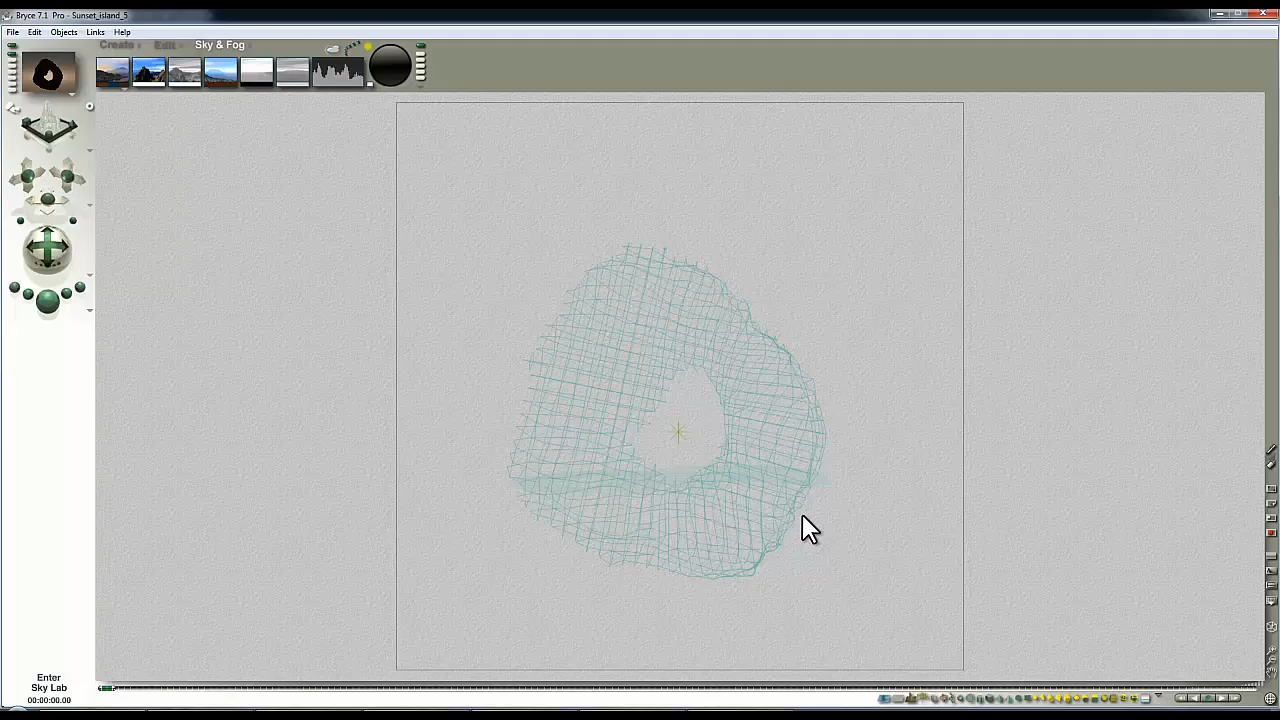 Bryce 7.1 Pro - Sunset_island_5
File Edit Objects Links Help
Create Edit Sky & Fog
Enter
Sky Lab
00:00:00.00